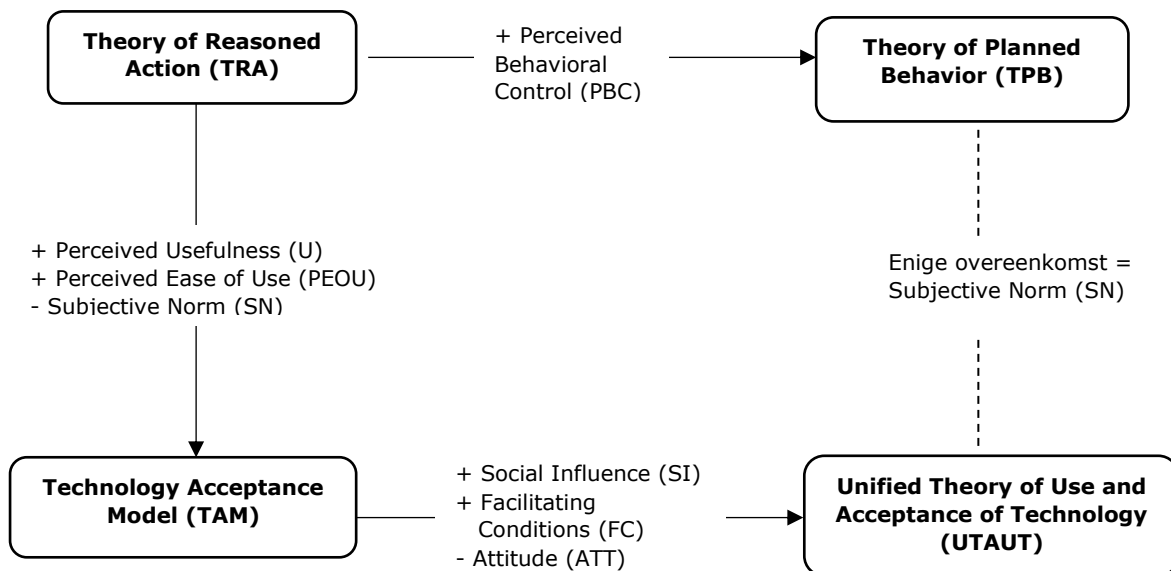 Theory of Reasoned
Action (TRA)
+ Perceived
Behavioral
Control (PBC)
Theory of Planned
Behavior (TPB)
+ Perceived Usefulness (U)
+ Perceived Ease of Use (PEOU)
- Subjective Norm (SN)
Enige overeenkomst =
Subjective Norm (SN)
Technology Acceptance
Model (TAM)
+ Social Influence (SI)
+ Facilitating
Conditions (FC)
- Attitude (ATT)
Unified Theory of Use and
Acceptance of Technology
(UTAUT)